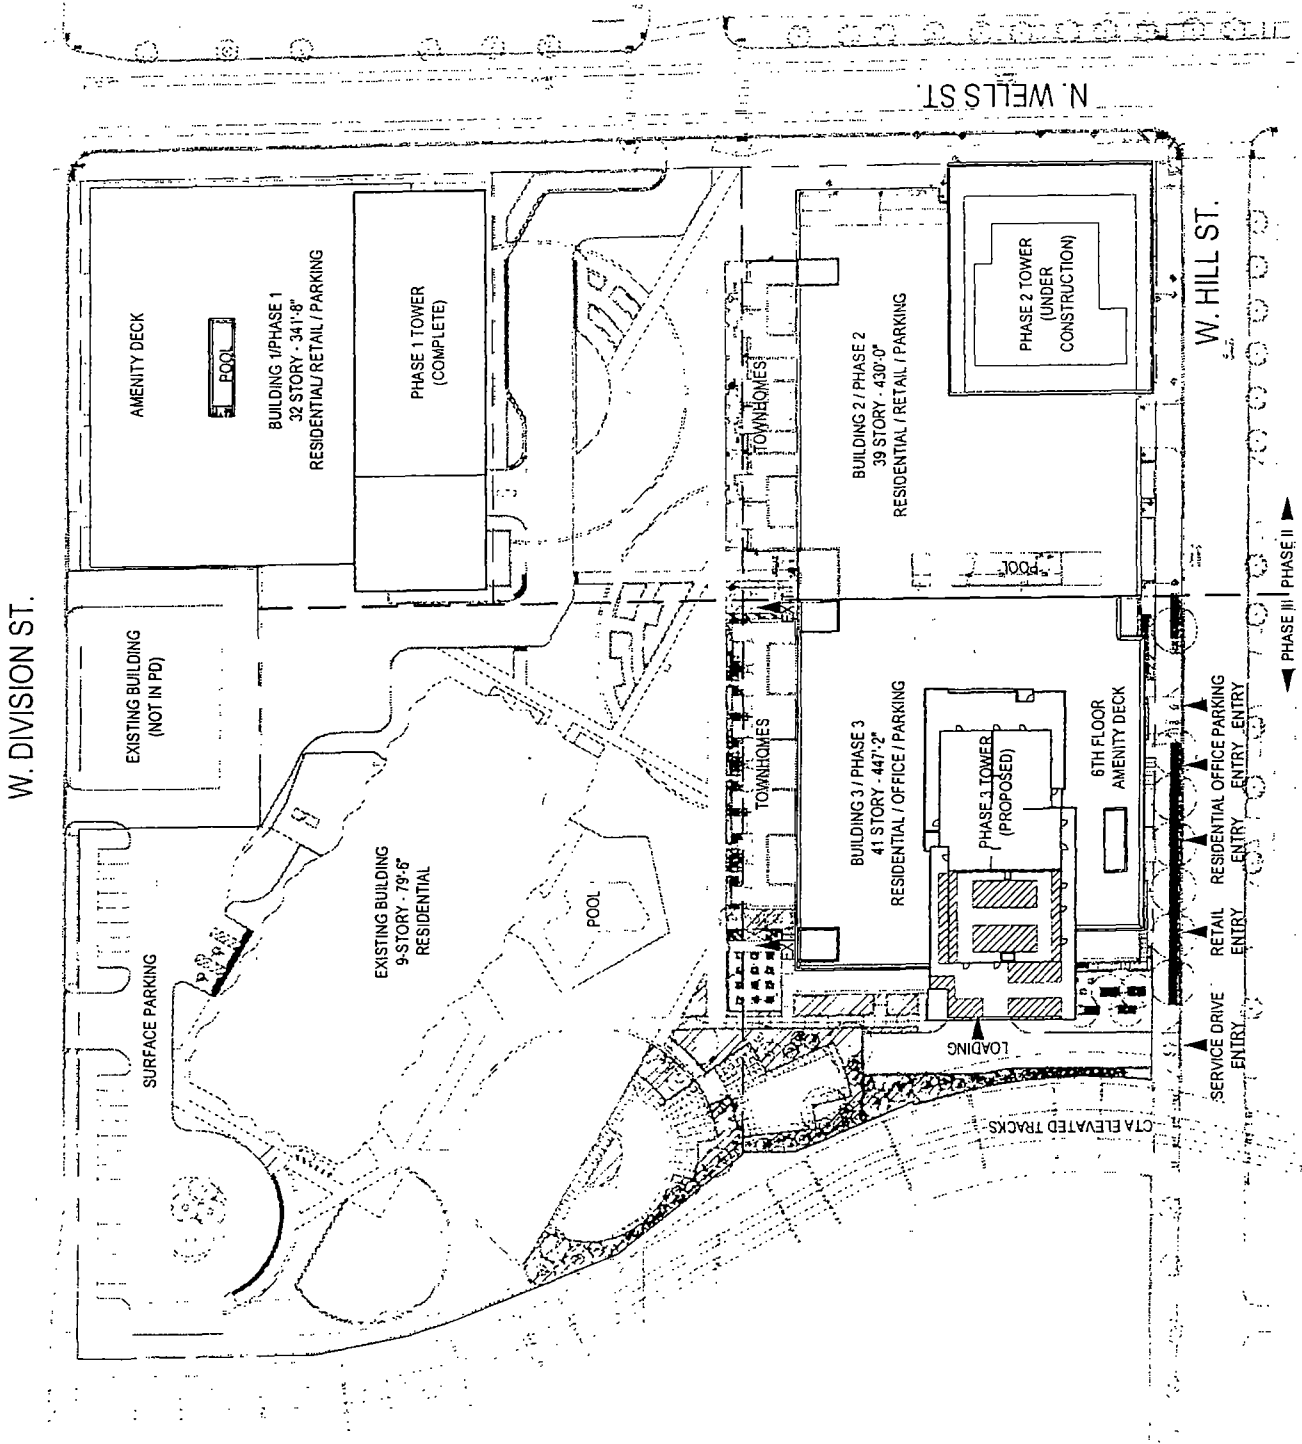 W. DIVISION ST.
N. WELLS ST.
W. HILL ST.
AMENITY DECK
POOL
BUILDING 1/PHASE 1
32 STORY - 341'-8"
RESIDENTIAL/ RETAIL / PARKING
PHASE 1 TOWER
(COMPLETE)
EXISTING BUILDING
(NOT IN PD)
SURFACE PARKING
EXISTING BUILDING
9-STORY - 79'-6"
RESIDENTIAL
POOL
TOWNHOMES
BUILDING 2 / PHASE 2
39 STORY - 430'-0"
RESIDENTIAL / RETAIL / PARKING
PHASE 2 TOWER
(UNDER
CONSTRUCTION)
POOL
TOWNHOMES
BUILDING 3 / PHASE 3
41 STORY - 447'-2"
RESIDENTIAL / OFFICE / PARKING
PHASE 3 TOWER
(PROPOSED)
6TH FLOOR
AMENITY DECK
LOADING
CTA ELEVATED TRACKS
SERVICE DRIVE
ENTRY
RETAIL
ENTRY
RESIDENTIAL
ENTRY
OFFICE
ENTRY
PARKING
ENTRY
PHASE III
PHASE II